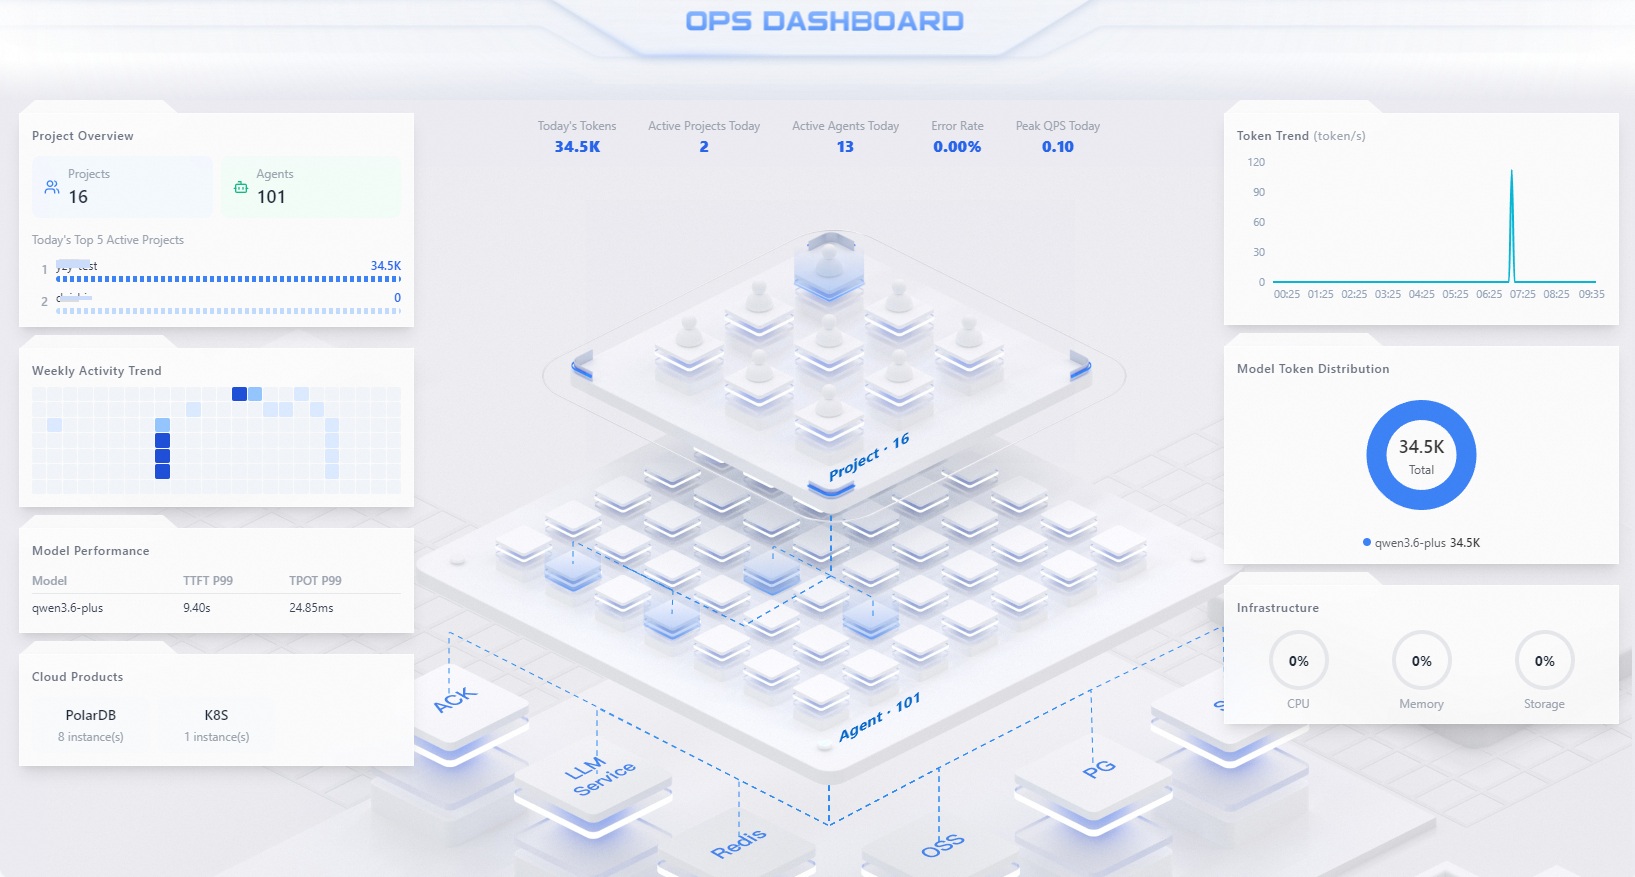 OPS DASHBOARD
Project Overview
Projects
16
Agents
101
Today's Top 5 Active Projects
1
34.5K
2
0
Weekly Activity Trend
Model Performance
Model TTFT P99 TPOT P99
qwen3.6-plus 9.40s 24.85ms
Cloud Products
PolarDB
8 instance(s)
K8S
1 instance(s)
Today's Tokens
34.5K
Active Projects Today
2
Active Agents Today
13
Error Rate
0.00%
Peak QPS Today
0.10
Project · 16
Agent · 101
ACK
LLM
Service
Redis
OSS
PG
Token Trend (token/s)
120
90
60
30
0
00:25 01:25 02:25 03:25 04:25 05:25 06:25 07:25 08:25 09:35
Model Token Distribution
34.5K
Total
qwen3.6-plus 34.5K
Infrastructure
0%
CPU
0%
Memory
0%
Storage